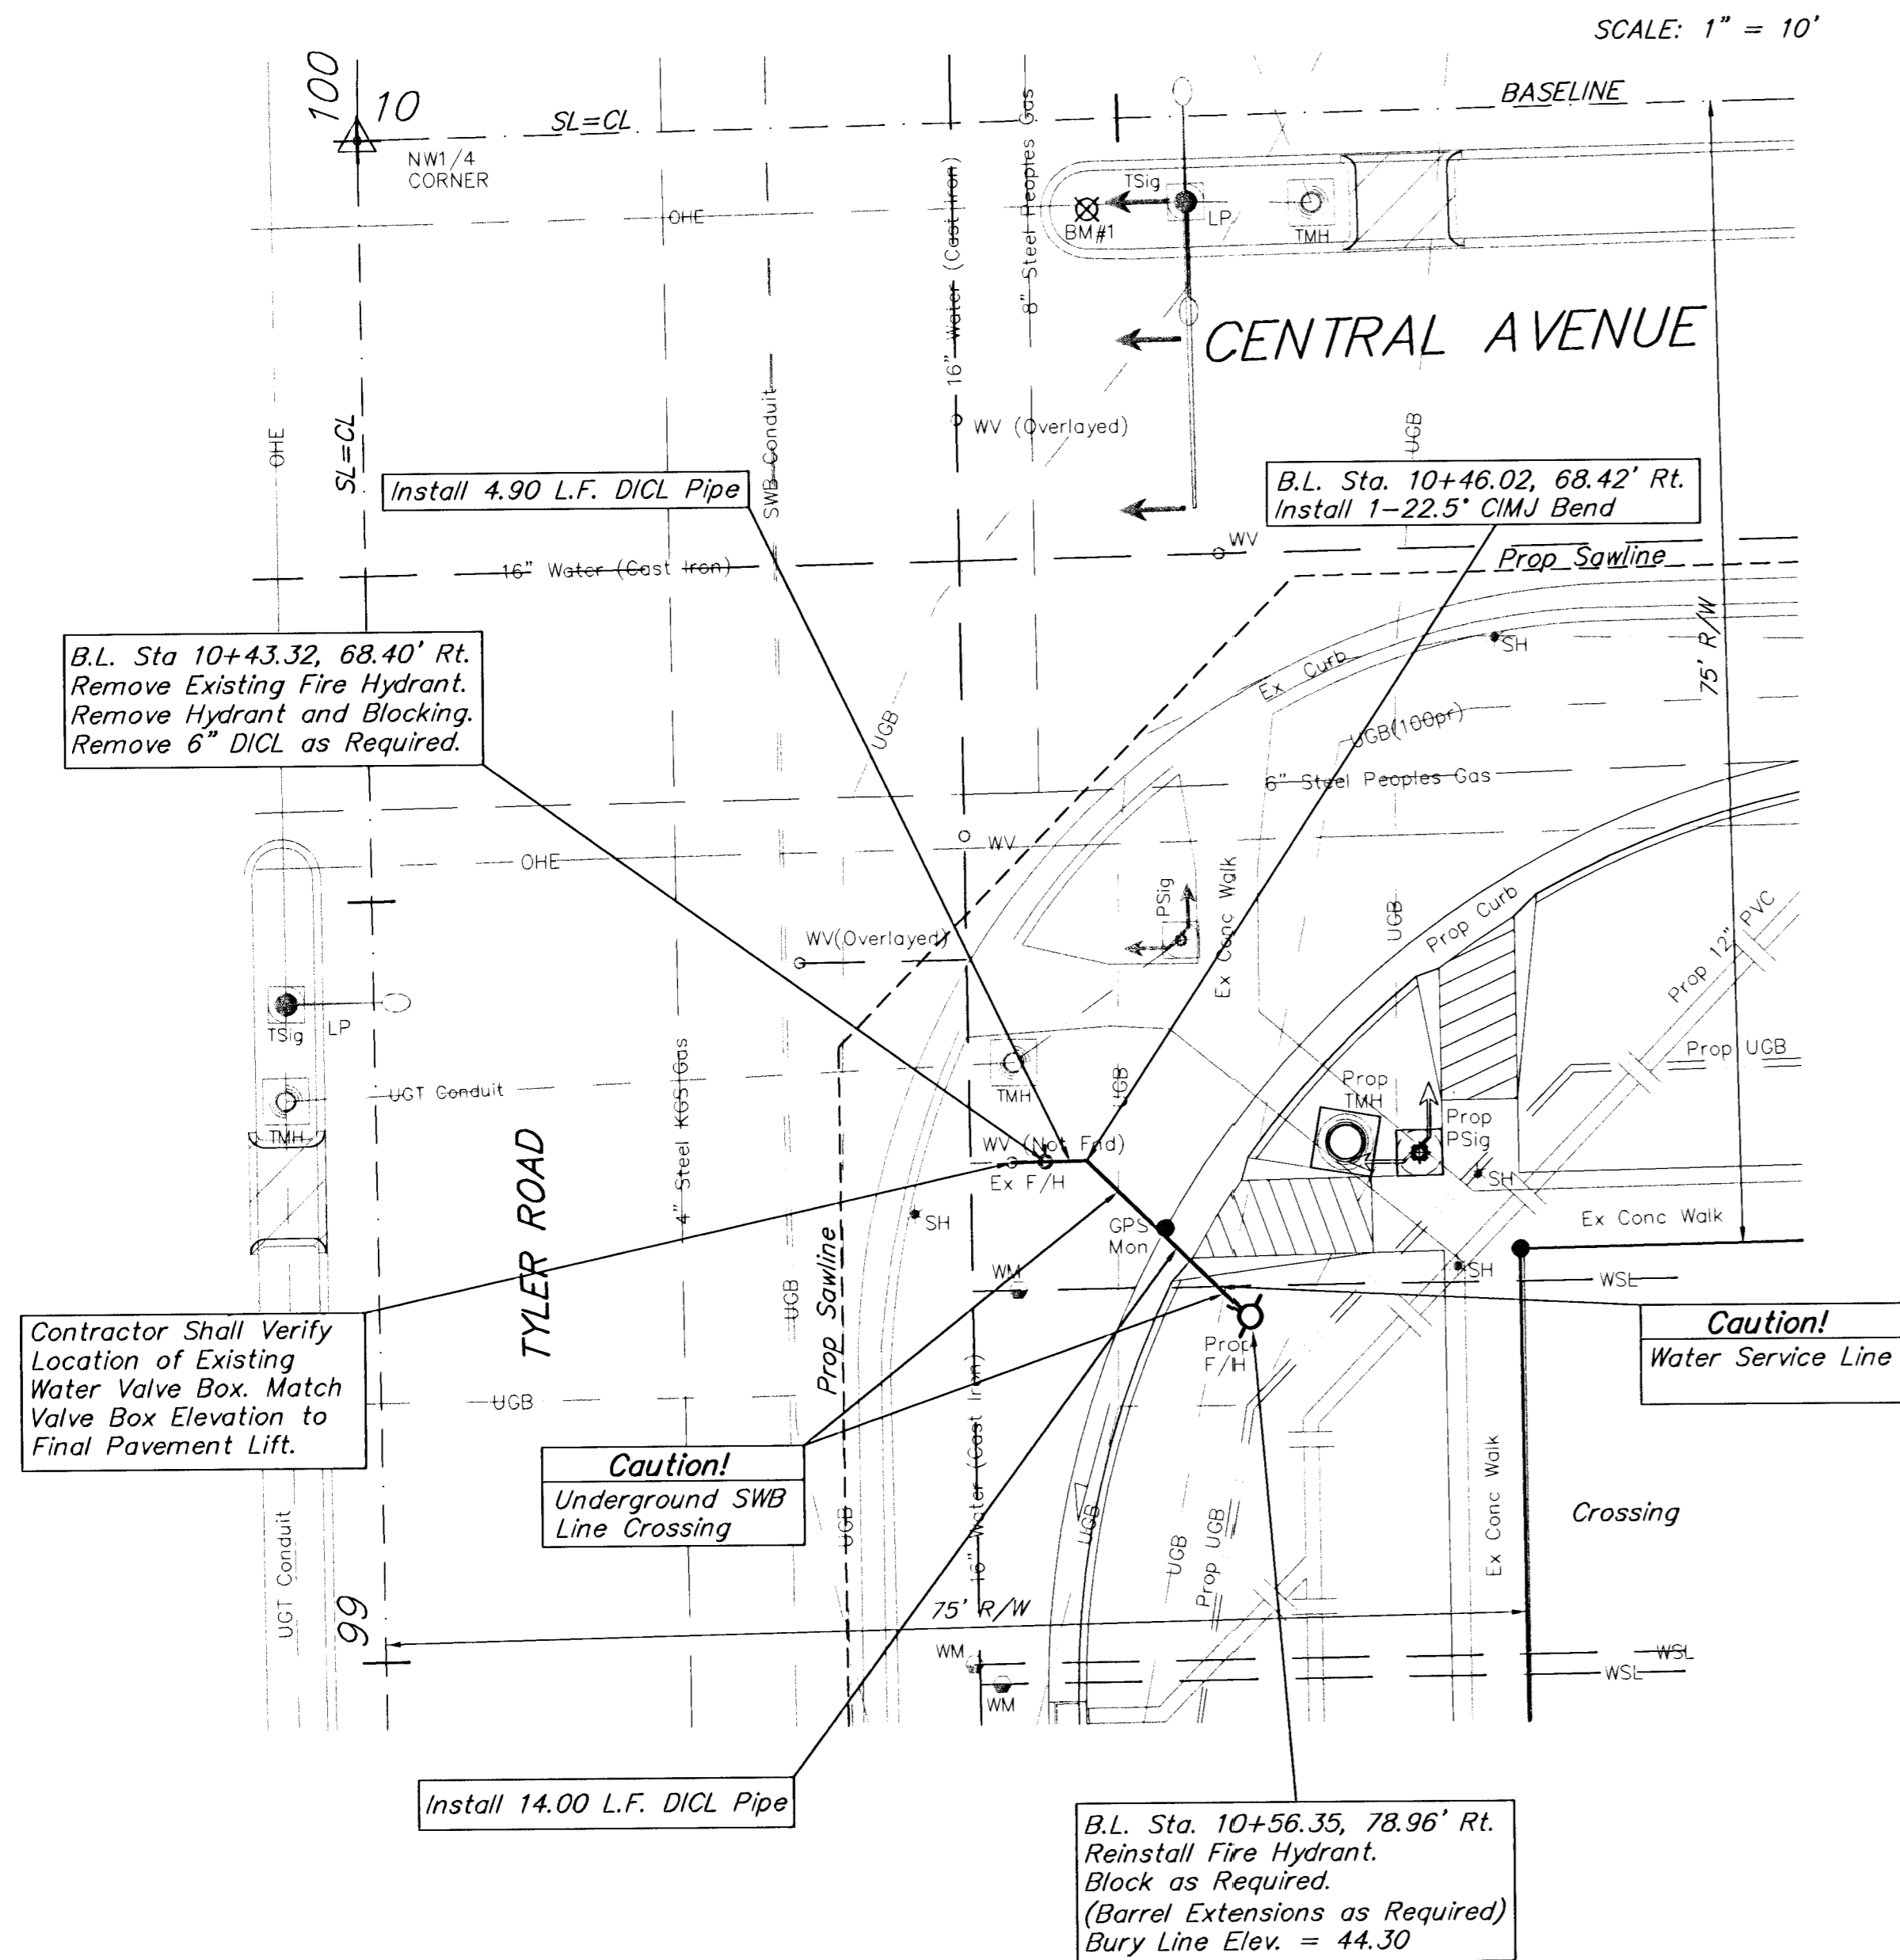 SCALE: 1" = 10'
100
10
SL=CL
BASELINE
NW1/4
CORNER
OHE
16" Water (Cast Iron)
8" Steel Peoples Gas
TSig
LP
TMH
BM#1
CENTRAL AVENUE
OHE
SL=CL
SWB Conduit
WV (Overlayed)
UGB
Install 4.90 L.F. DICL Pipe
B.L. Sta. 10+46.02, 68.42' Rt.
Install 1-22.5° CIMJ Bend
WV
16" Water (Cast Iron)
Prop Sawline
75' R/W
B.L. Sta 10+43.32, 68.40' Rt.
Remove Existing Fire Hydrant.
Remove Hydrant and Blocking.
Remove 6" DICL as Required.
SH
Ex Curb
UGB
UGB(100pr)
6" Steel Peoples Gas
OHE
WV
Ex Conc Walk
PSig
UGB
Prop Curb
Prop 12" PVC
WV(Overlayed)
TSig
LP
TMH
UGT Conduit
4" Steel KGS Gas
TMH
UGB
Prop
TMH
Prop UGB
Prop
PSig
WV (Not Fnd)
Ex F/H
SH
SH
GPS
Mon
Ex Conc Walk
TYLER ROAD
Prop Sawline
UGB
WM
SH
WSL
Contractor Shall Verify
Location of Existing
Water Valve Box. Match
Valve Box Elevation to
Final Pavement Lift.
Prop
F/H
Caution!
Water Service Line
UGB
16" Water (Cast Iron)
Caution!
Underground SWB
Line Crossing
UGB
UGB
UGB
Prop UGB
Ex Conc Walk
Crossing
UGT Conduit
99
75' R/W
WM
WM
WSL
WSL
Install 14.00 L.F. DICL Pipe
B.L. Sta. 10+56.35, 78.96' Rt.
Reinstall Fire Hydrant.
Block as Required.
(Barrel Extensions as Required)
Bury Line Elev. = 44.30